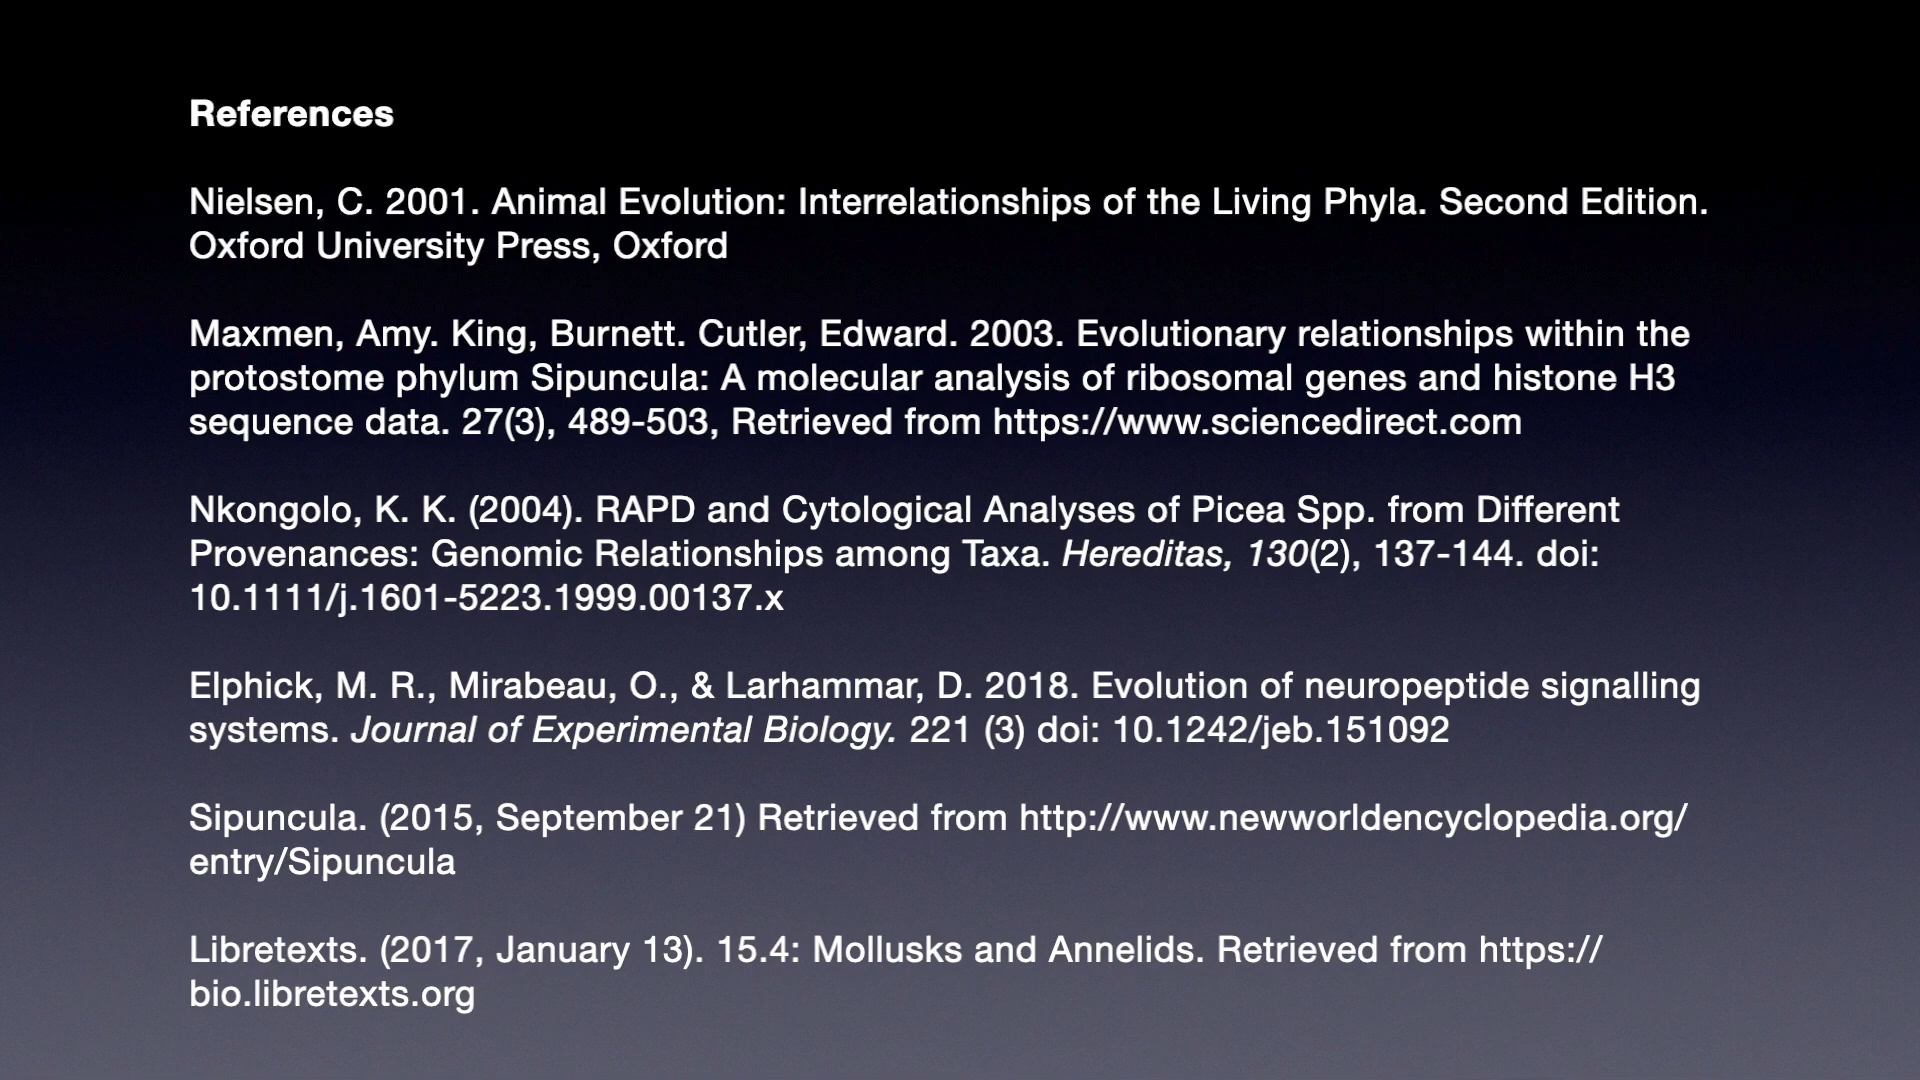 References
Nielsen, C. 2001. Animal Evolution: Interrelationships of the Living Phyla. Second Edition.
Oxford University Press, Oxford
Maxmen, Amy. King, Burnett. Cutler, Edward. 2003. Evolutionary relationships within the
protostome phylum Sipuncula: A molecular analysis of ribosomal genes and histone H3
sequence data. 27(3), 489-503, Retrieved from https://www.sciencedirect.com
Nkongolo, K. K. (2004). RAPD and Cytological Analyses of Picea Spp. from Different
Provenances: Genomic Relationships among Taxa. Hereditas, 130(2), 137-144. doi:
10.1111/j.1601-5223.1999.00137.x
Elphick, M. R., Mirabeau, O., & Larhammar, D. 2018. Evolution of neuropeptide signalling
systems. Journal of Experimental Biology. 221 (3) doi: 10.1242/jeb.151092
Sipuncula. (2015, September 21) Retrieved from http://www.newworldencyclopedia.org/
entry/Sipuncula
Libretexts. (2017, January 13). 15.4: Mollusks and Annelids. Retrieved from https://
bio.libretexts.org